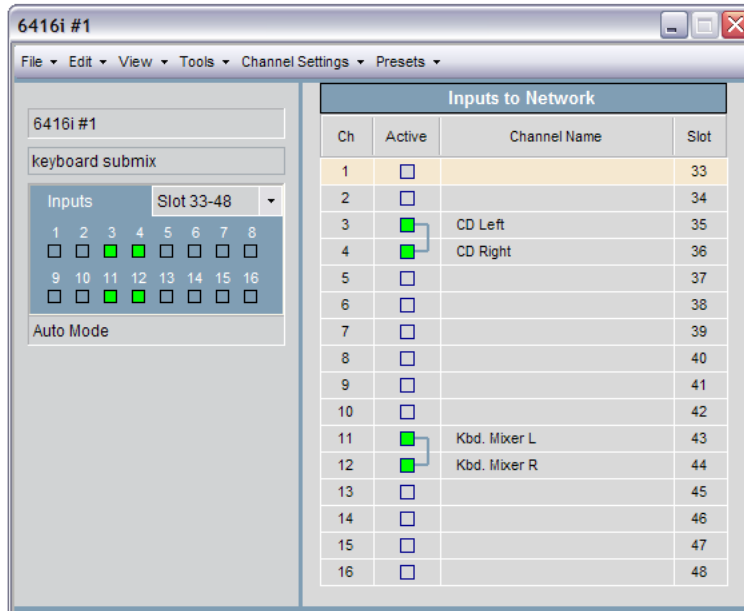 6416i #1
File Edit View Tools Channel Settings Presets
6416i #1
keyboard submix
Inputs Slot 33-48
1 2 3 4 5 6 7 8
9 10 11 12 13 14 15 16
Auto Mode
Inputs to Network
Ch Active Channel Name Slot
1 33
2 34
3 CD Left 35
4 CD Right 36
5 37
6 38
7 39
8 40
9 41
10 42
11 Kbd. Mixer L 43
12 Kbd. Mixer R 44
13 45
14 46
15 47
16 48